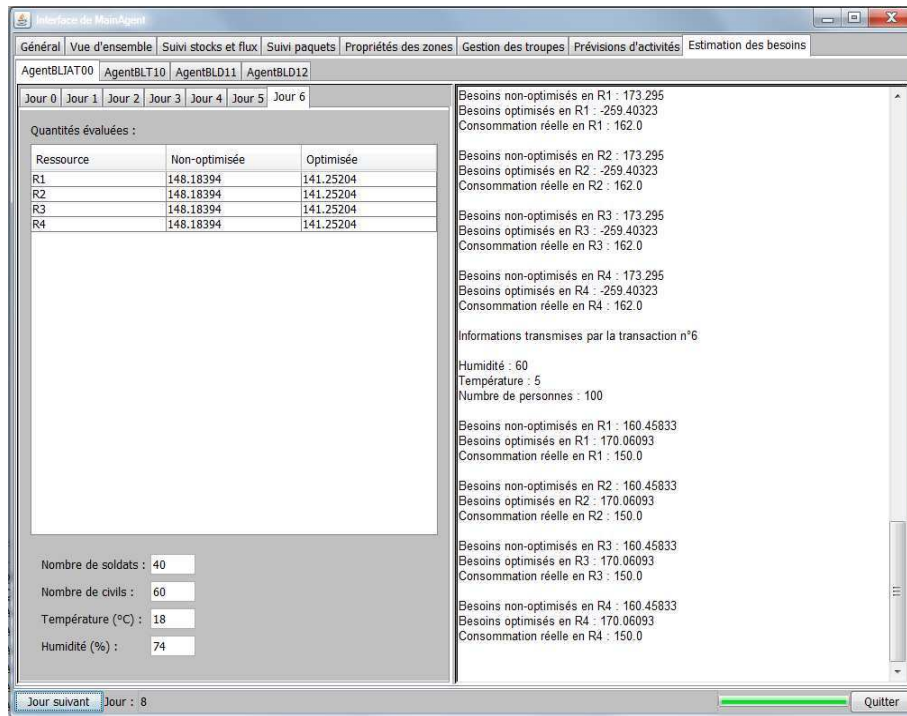 Interface de MainAgent
Général Vue d'ensemble Suivi stocks et flux Suivi paquets Propriétés des zones Gestion des troupes Prévisions d'activités Estimation des besoins
AgentBLIAT00 AgentBLT10 AgentBLD11 AgentBLD12
Jour 0 Jour 1 Jour 2 Jour 3 Jour 4 Jour 5 Jour 6
Quantités évaluées :
Ressource Non-optimisée Optimisée
R1 148.18394 141.25204
R2 148.18394 141.25204
R3 148.18394 141.25204
R4 148.18394 141.25204
Nombre de soldats : 40
Nombre de civils : 60
Température (°C) : 18
Humidité (%) : 74
Besoins non-optimisés en R1 : 173.295
Besoins optimisés en R1 : -259.40323
Consommation réelle en R1 : 162.0
Besoins non-optimisés en R2 : 173.295
Besoins optimisés en R2 : -259.40323
Consommation réelle en R2 : 162.0
Besoins non-optimisés en R3 : 173.295
Besoins optimisés en R3 : -259.40323
Consommation réelle en R3 : 162.0
Besoins non-optimisés en R4 : 173.295
Besoins optimisés en R4 : -259.40323
Consommation réelle en R4 : 162.0
Informations transmises par la transaction n°6
Humidité : 60
Température : 5
Nombre de personnes : 100
Besoins non-optimisés en R1 : 160.45833
Besoins optimisés en R1 : 170.06093
Consommation réelle en R1 : 150.0
Besoins non-optimisés en R2 : 160.45833
Besoins optimisés en R2 : 170.06093
Consommation réelle en R2 : 150.0
Besoins non-optimisés en R3 : 160.45833
Besoins optimisés en R3 : 170.06093
Consommation réelle en R3 : 150.0
Besoins non-optimisés en R4 : 160.45833
Besoins optimisés en R4 : 170.06093
Consommation réelle en R4 : 150.0
Jour suivant Jour : 8 Quitter